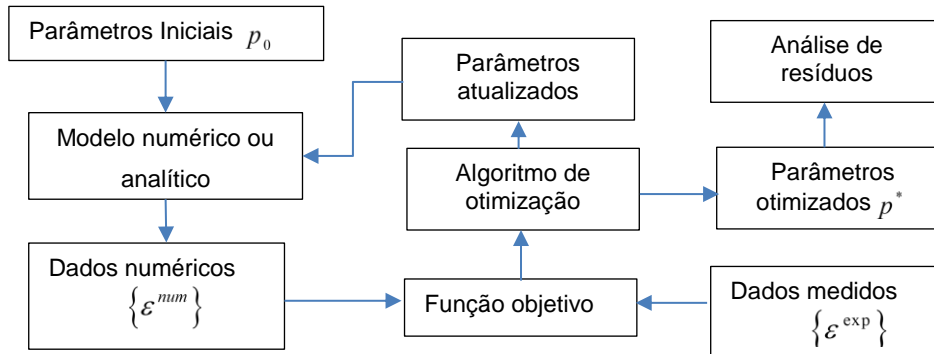 Parâmetros Iniciais p₀
Modelo numérico ou
analítico
Dados numéricos
{ε^num}
Parâmetros
atualizados
Algoritmo de
otimização
Função objetivo
Análise de
resíduos
Parâmetros
otimizados p*
Dados medidos
{ε^exp}